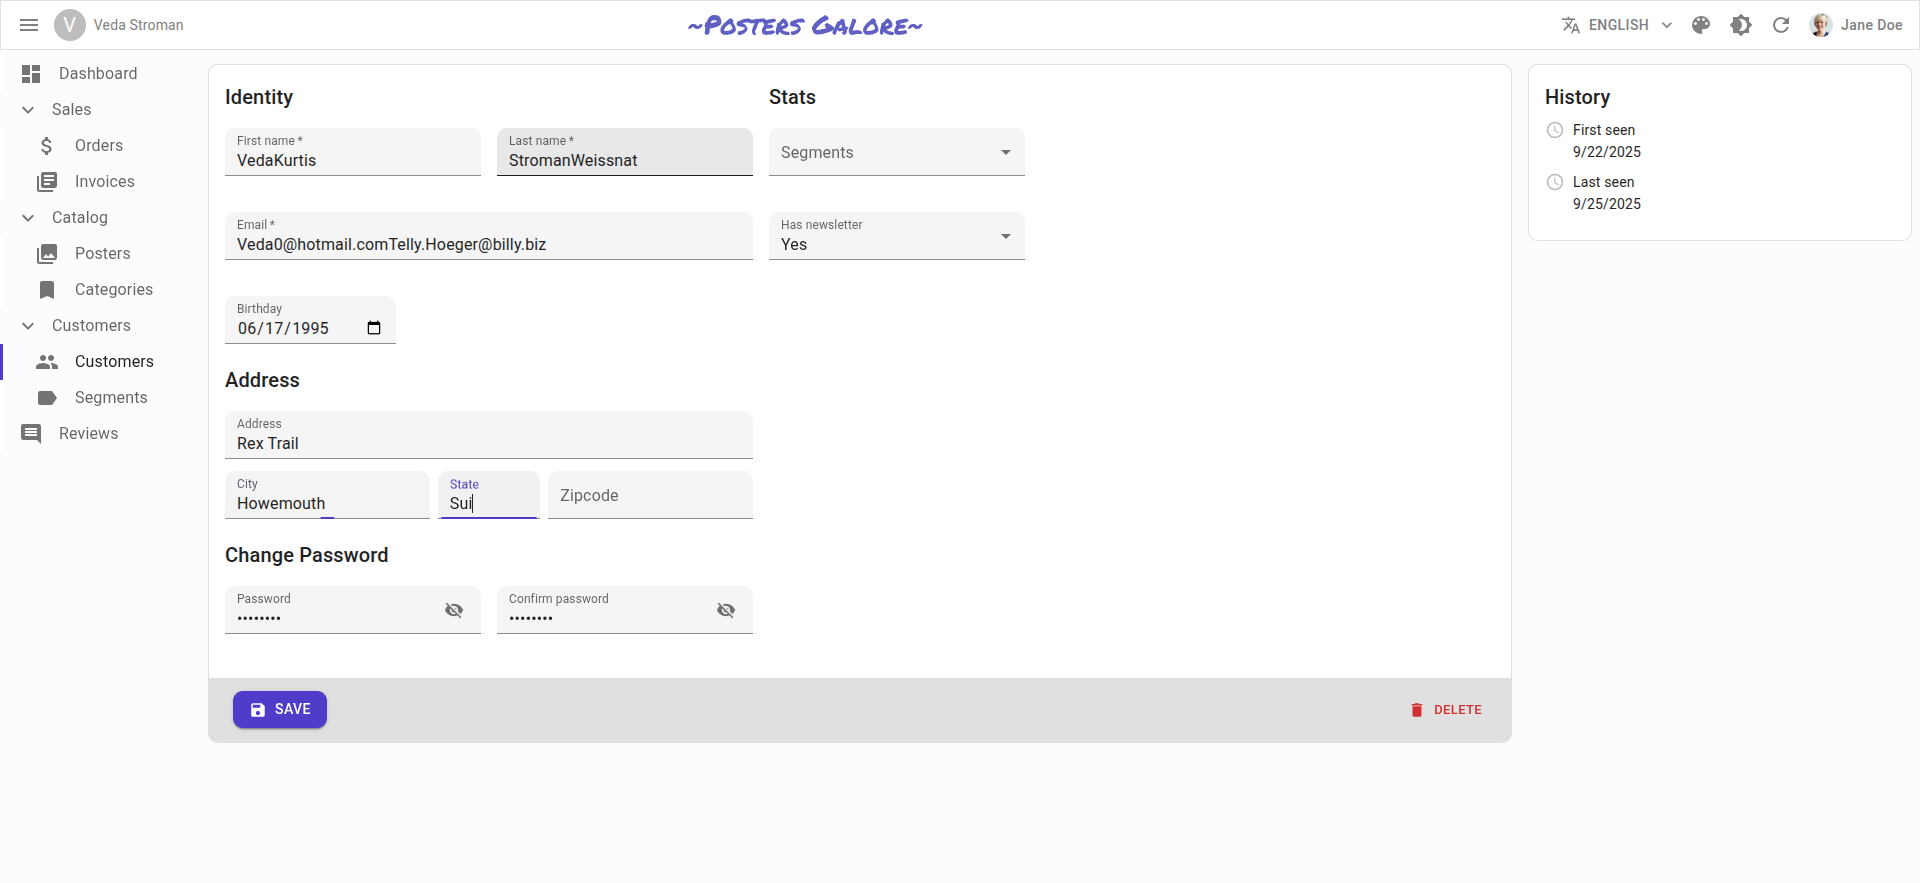 V Veda Stroman
~Posters Galore~
ENGLISH
Jane Doe
Dashboard
Sales
Orders
Invoices
Catalog
Posters
Categories
Customers
Customers
Segments
Reviews
Identity
First name *
VedaKurtis
Last name *
StromanWeissnat
Email *
Veda0@hotmail.comTelly.Hoeger@billy.biz
Birthday
06/17/1995
Stats
Segments
Has newsletter
Yes
Address
Address
Rex Trail
City
Howemouth
State
Sui
Zipcode
Change Password
Password
••••••••
Confirm password
••••••••
SAVE
DELETE
History
First seen
9/22/2025
Last seen
9/25/2025